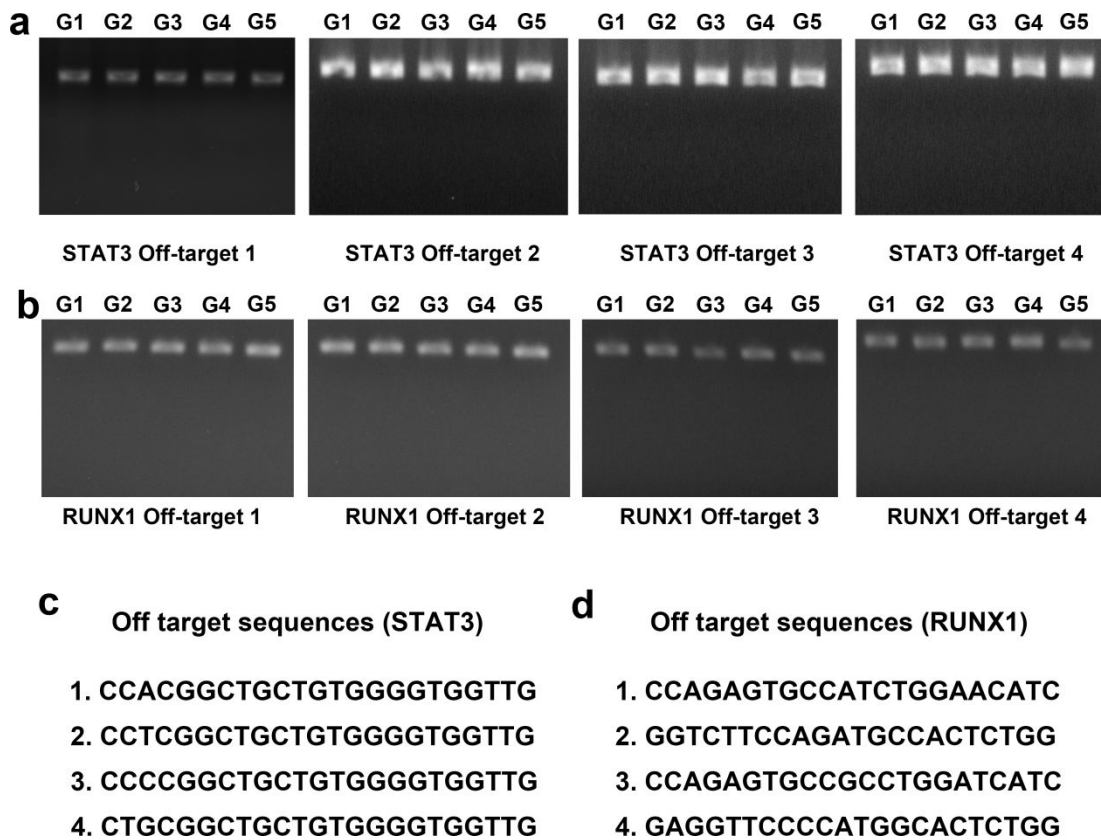 a
G1 G2 G3 G4 G5 G1 G2 G3 G4 G5 G1 G2 G3 G4 G5 G1 G2 G3 G4 G5
STAT3 Off-target 1 STAT3 Off-target 2 STAT3 Off-target 3 STAT3 Off-target 4
b
G1 G2 G3 G4 G5 G1 G2 G3 G4 G5 G1 G2 G3 G4 G5 G1 G2 G3 G4 G5
RUNX1 Off-target 1 RUNX1 Off-target 2 RUNX1 Off-target 3 RUNX1 Off-target 4
c
Off target sequences (STAT3)
1. CCACGGCTGCTGTGGGGTGGTTG
2. CCTCGGCTGCTGTGGGGTGGTTG
3. CCCCGGCTGCTGTGGGGTGGTTG
4. CTGCGGCTGCTGTGGGGTGGTTG
d
Off target sequences (RUNX1)
1. CCAGAGTGCCATCTGGAACATC
2. GGTCTTCCAGATGCCACTCTGG
3. CCAGAGTGCCGCCTGGATCATC
4. GAGGTTCCCCATGGCACTCTGG